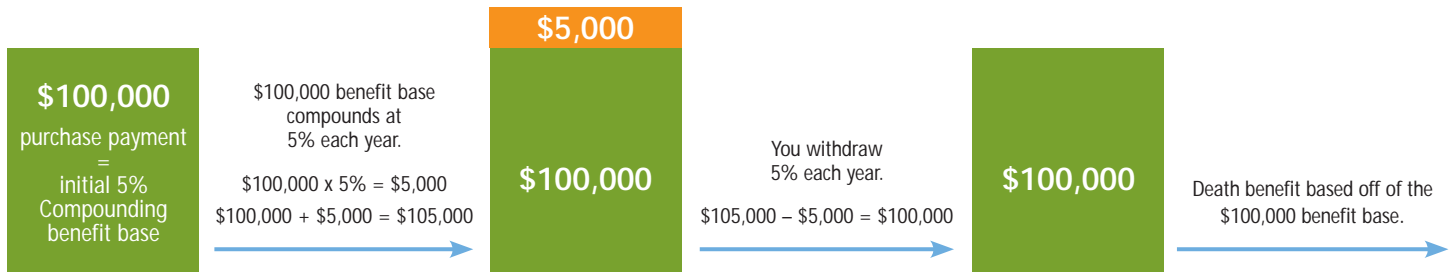 $100,000
purchase payment
=
initial 5%
Compounding
benefit base
$100,000 benefit base
compounds at
5% each year.
$100,000 x 5% = $5,000
$100,000 + $5,000 = $105,000
$5,000
$100,000
You withdraw
5% each year.
$105,000 – $5,000 = $100,000
$100,000
Death benefit based off of the
$100,000 benefit base.